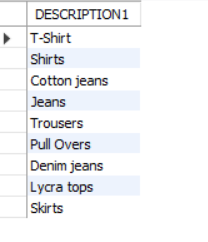 DESCRIPTION1
T-Shirt
Shirts
Cotton jeans
Jeans
Trousers
Pull Overs
Denim jeans
Lycra tops
Skirts